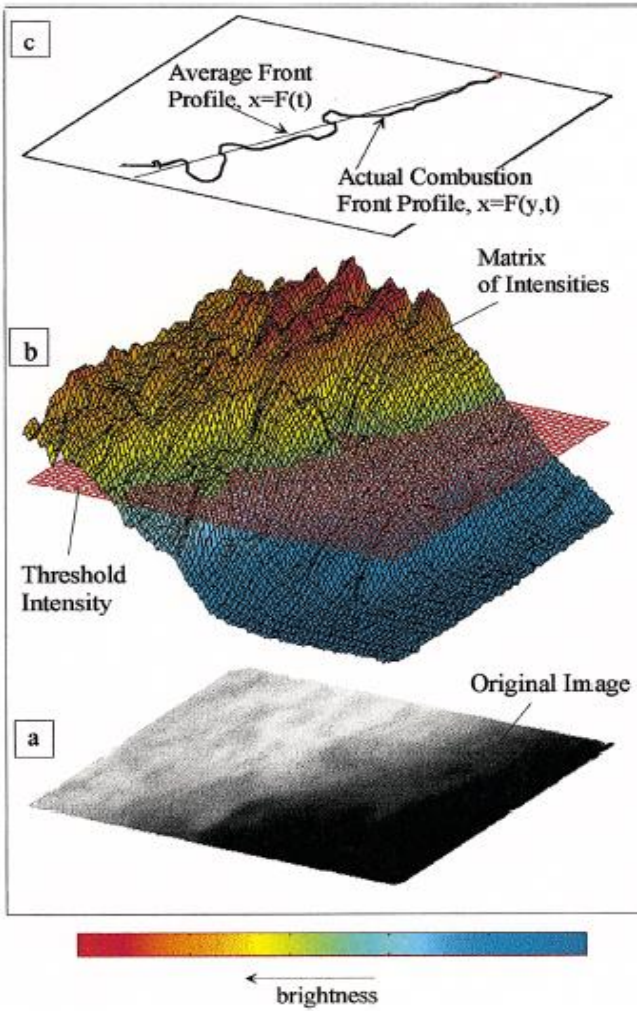 c
Average Front
Profile, x=F(t)
Actual Combustion
Front Profile, x=F(y,t)
Matrix
of Intensities
b
Threshold
Intensity
Original Image
a
brightness